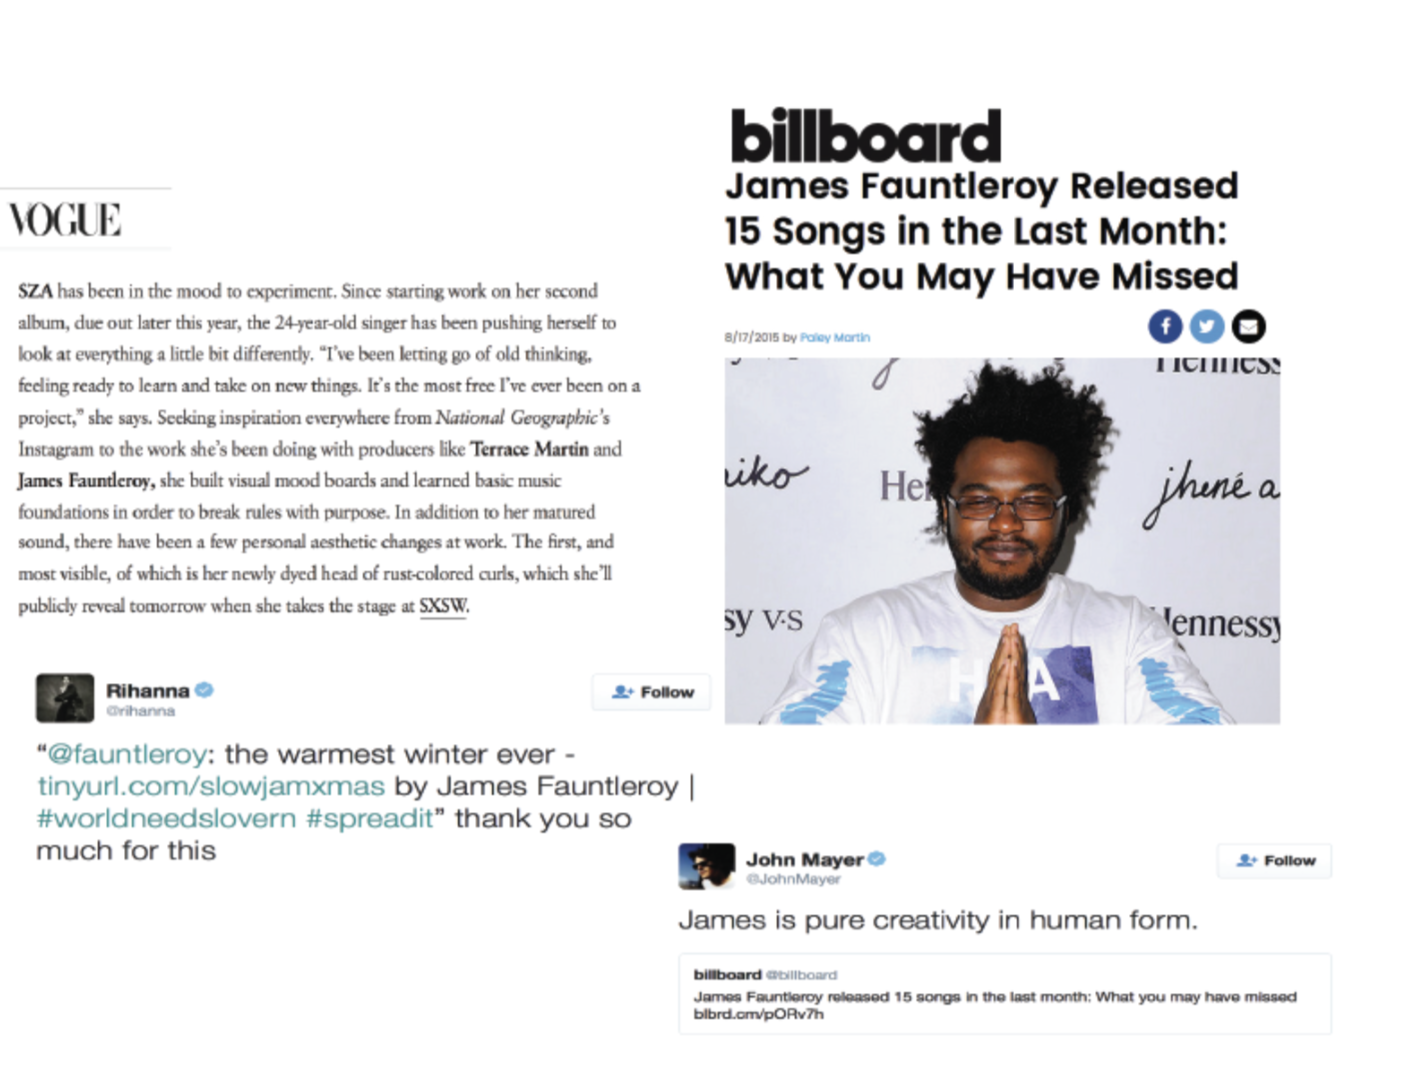 VOGUE
SZA has been in the mood to experiment. Since starting work on her second
album, due out later this year, the 24-year-old singer has been pushing herself to
look at everything a little bit differently. “I’ve been letting go of old thinking,
feeling ready to learn and take on new things. It’s the most free I’ve ever been on a
project,” she says. Seeking inspiration everywhere from National Geographic’s
Instagram to the work she’s been doing with producers like Terrace Martin and
James Fauntleroy, she built visual mood boards and learned basic music
foundations in order to break rules with purpose. In addition to her matured
sound, there have been a few personal aesthetic changes at work. The first, and
most visible, of which is her newly dyed head of rust-colored curls, which she’ll
publicly reveal tomorrow when she takes the stage at SXSW.
Rihanna
@rihanna
Follow
“@fauntleroy: the warmest winter ever -
tinyurl.com/slowjamxmas by James Fauntleroy |
#worldneedslovern #spreadit” thank you so
much for this
billboard
James Fauntleroy Released
15 Songs in the Last Month:
What You May Have Missed
8/17/2015 by Paley Martin
Henness
iko
He
jhené a
sy V.S
Hennessy
H A
John Mayer
@JohnMayer
Follow
James is pure creativity in human form.
billboard @billboard
James Fauntleroy released 15 songs in the last month: What you may have missed
blbrd.cm/pORv7h